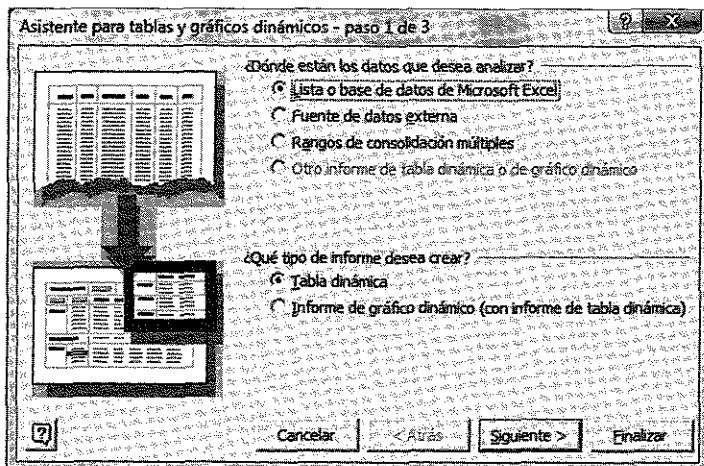 Asistente para tablas y gráficos dinámicos - paso 1 de 3
¿Dónde están los datos que desea analizar?
Lista o base de datos de Microsoft Excel
Fuente de datos externa
Rangos de consolidación múltiples
Otro informe de tabla dinámica o de gráfico dinámico
¿Qué tipo de informe desea crear?
Tabla dinámica
Informe de gráfico dinámico (con informe de tabla dinámica)
Cancelar < Atrás Siguiente > Finalizar